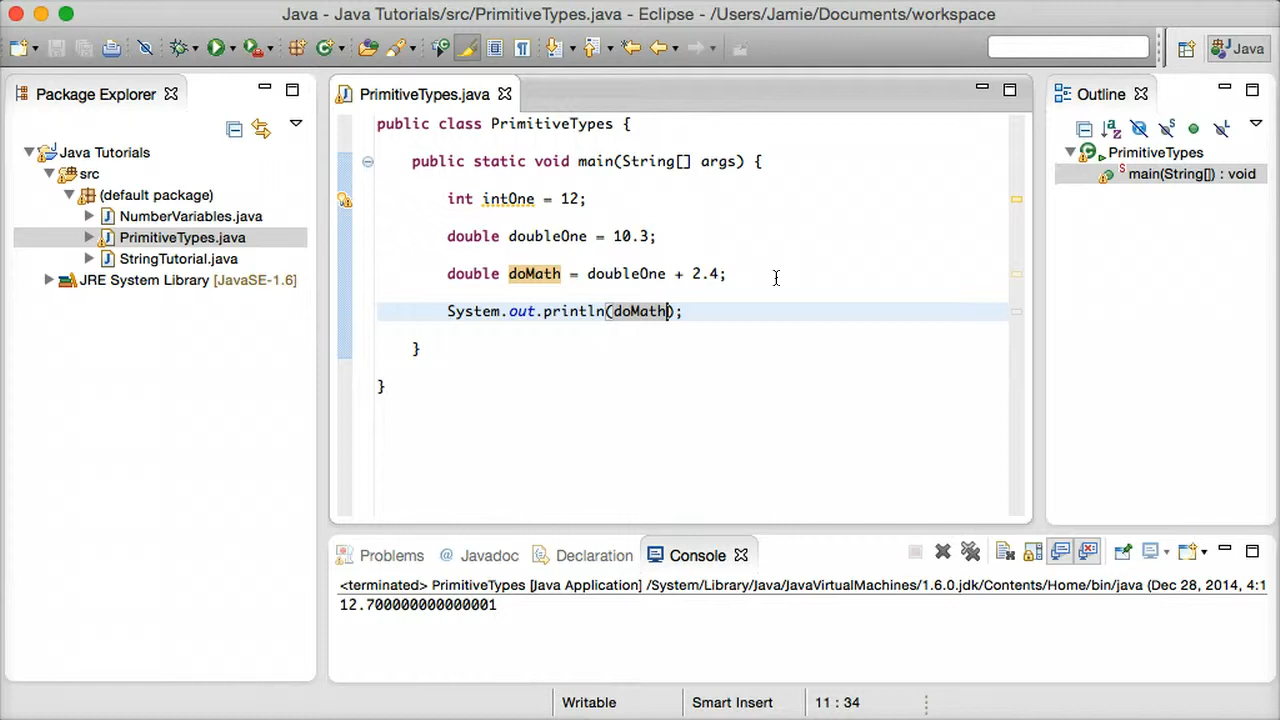 Java - Java Tutorials/src/PrimitiveTypes.java - Eclipse - /Users/Jamie/Documents/workspace
Java
Package Explorer
Java Tutorials
src
(default package)
NumberVariables.java
PrimitiveTypes.java
StringTutorial.java
JRE System Library [JavaSE-1.6]
PrimitiveTypes.java
public class PrimitiveTypes {
public static void main(String[] args) {
int intOne = 12;
double doubleOne = 10.3;
double doMath = doubleOne + 2.4;
System.out.println(doMath);
}
}
Outline
PrimitiveTypes
main(String[]) : void
Problems @ Javadoc Declaration Console
<terminated> PrimitiveTypes [Java Application] /System/Library/Java/JavaVirtualMachines/1.6.0.jdk/Contents/Home/bin/java (Dec 28, 2014, 4:1
12.700000000000001
Writable Smart Insert 11 : 34